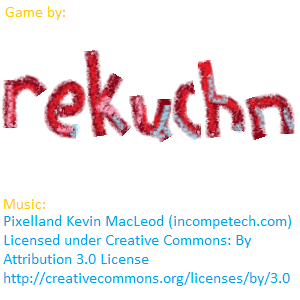 Game by:
rekuchn
Music:
Pixelland Kevin MacLeod (incompetech.com)
Licensed under Creative Commons: By
Attribution 3.0 License
http://creativecommons.org/licenses/by/3.0